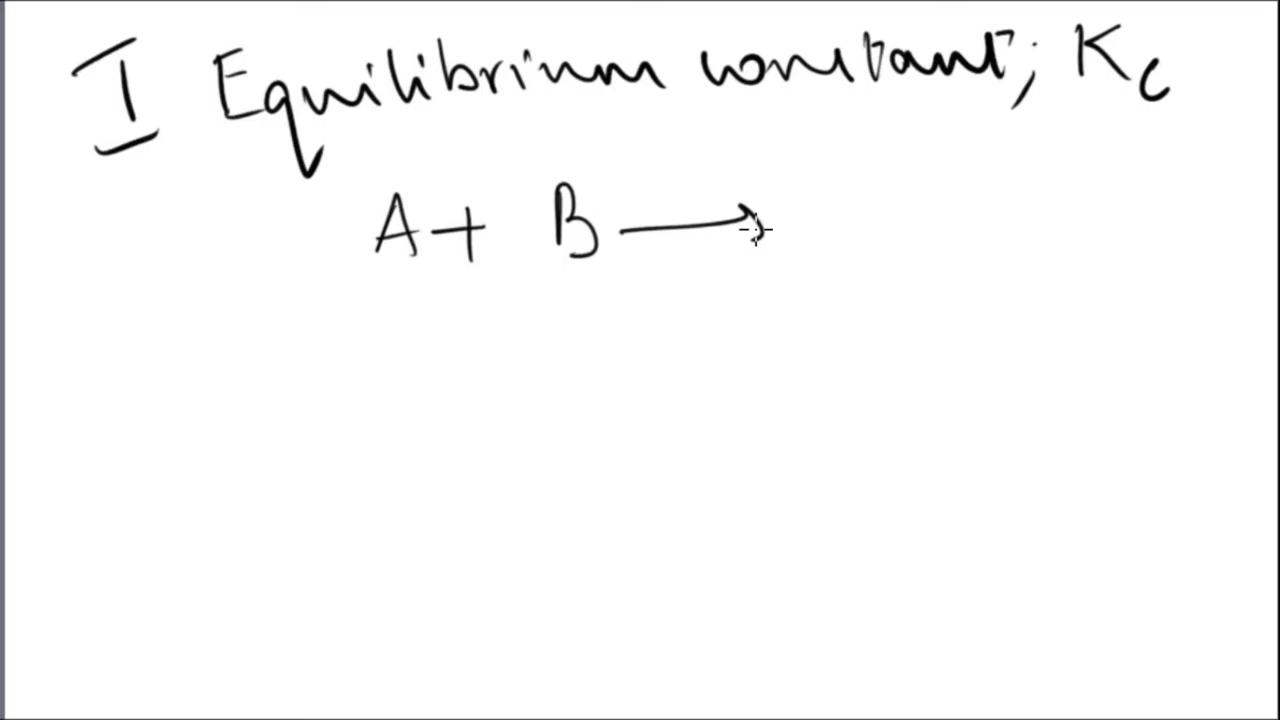 I Equilibrium constant; Kc
A + B →